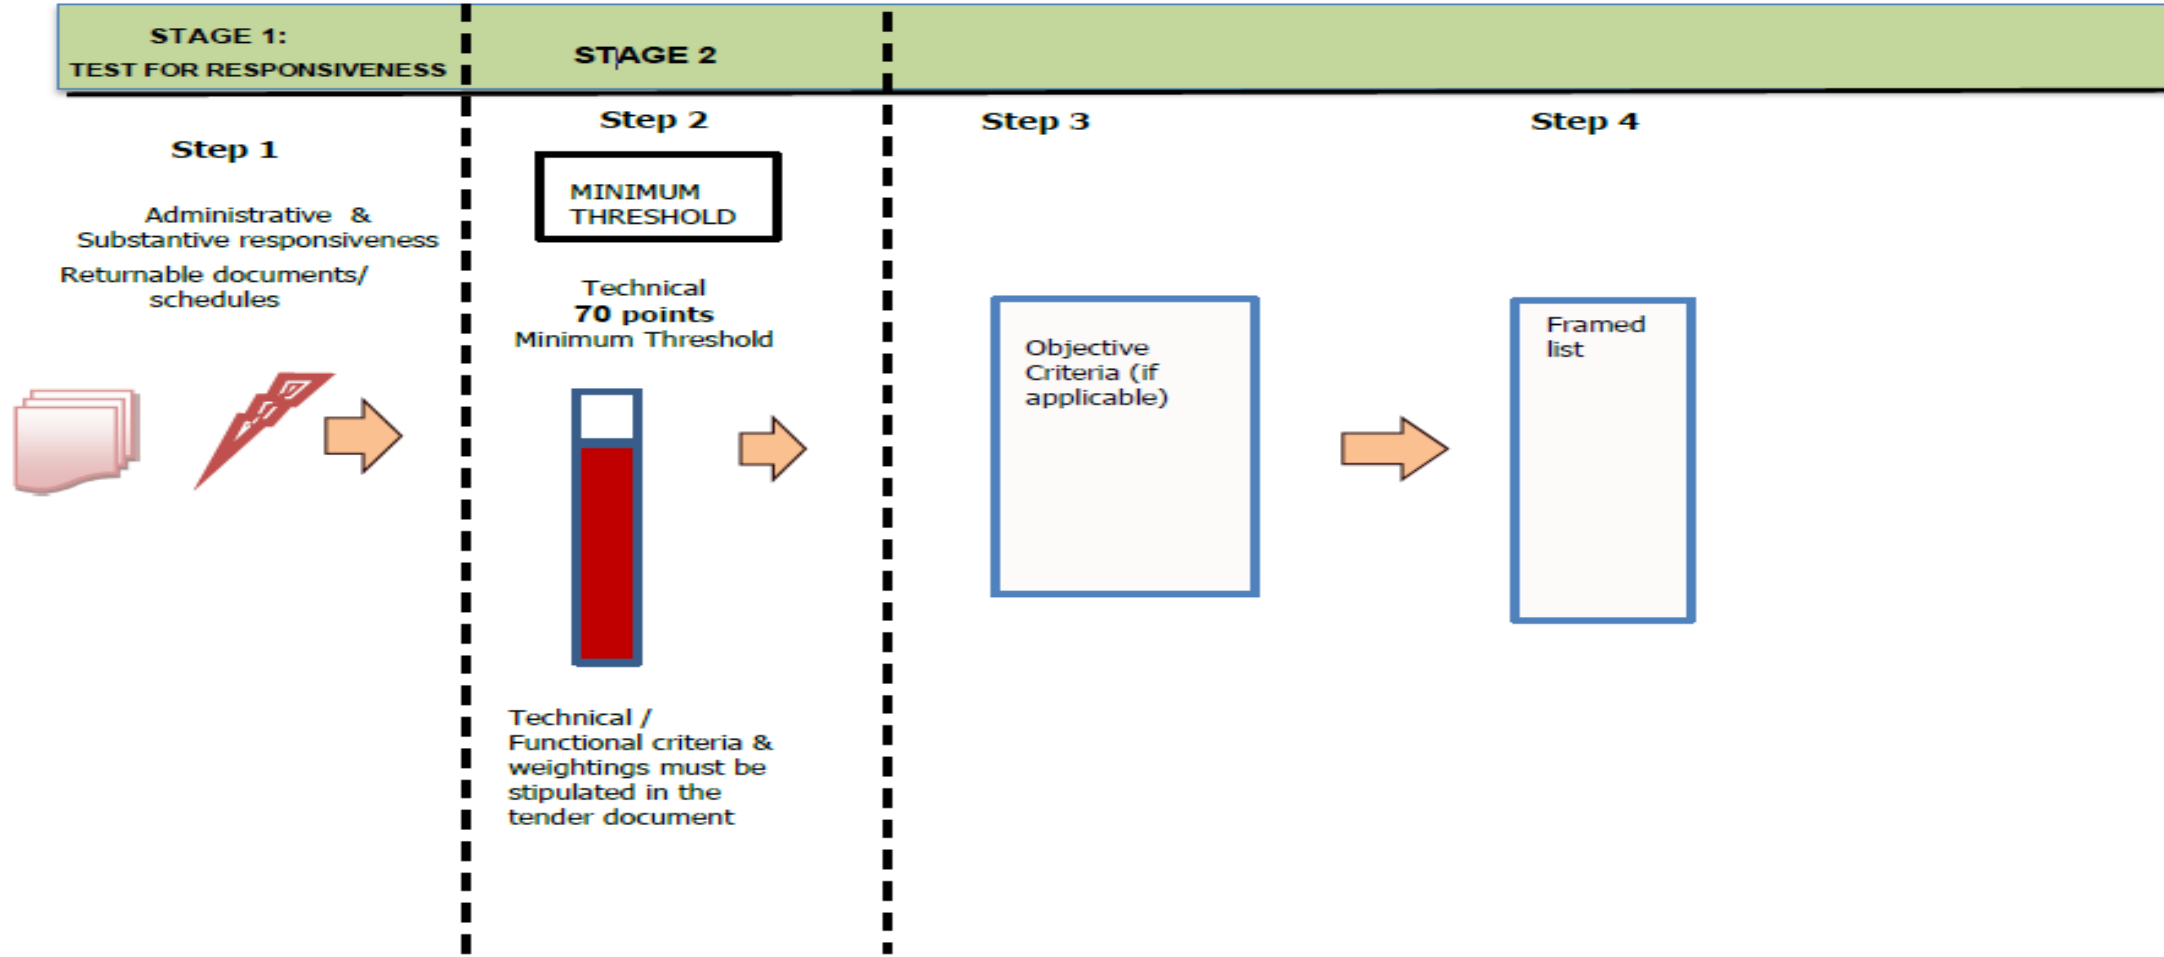 STAGE 1:
TEST FOR RESPONSIVENESS
STAGE 2
Step 1
Administrative &
Substantive responsiveness
Returnable documents/
schedules
Step 2
MINIMUM
THRESHOLD
Technical
70 points
Minimum Threshold
Technical /
Functional criteria &
weightings must be
stipulated in the
tender document
Step 3
Objective
Criteria (if
applicable)
Step 4
Framed
list